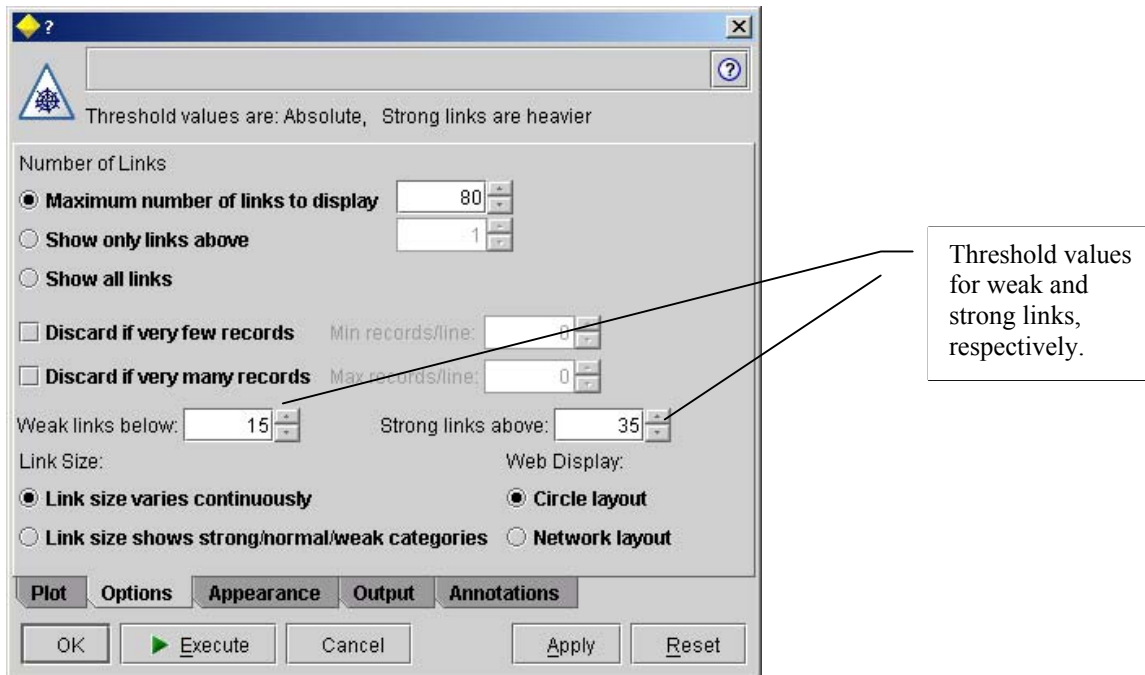 ?
Threshold values are: Absolute, Strong links are heavier
Number of Links
Maximum number of links to display 80
Show only links above 1
Show all links
Discard if very few records Min records/line: 0
Discard if very many records Max records/line: 0
Weak links below: 15 Strong links above: 35
Link Size: Web Display:
Link size varies continuously Circle layout
Link size shows strong/normal/weak categories Network layout
Plot Options Appearance Output Annotations
OK Execute Cancel Apply Reset
Threshold values
for weak and
strong links,
respectively.